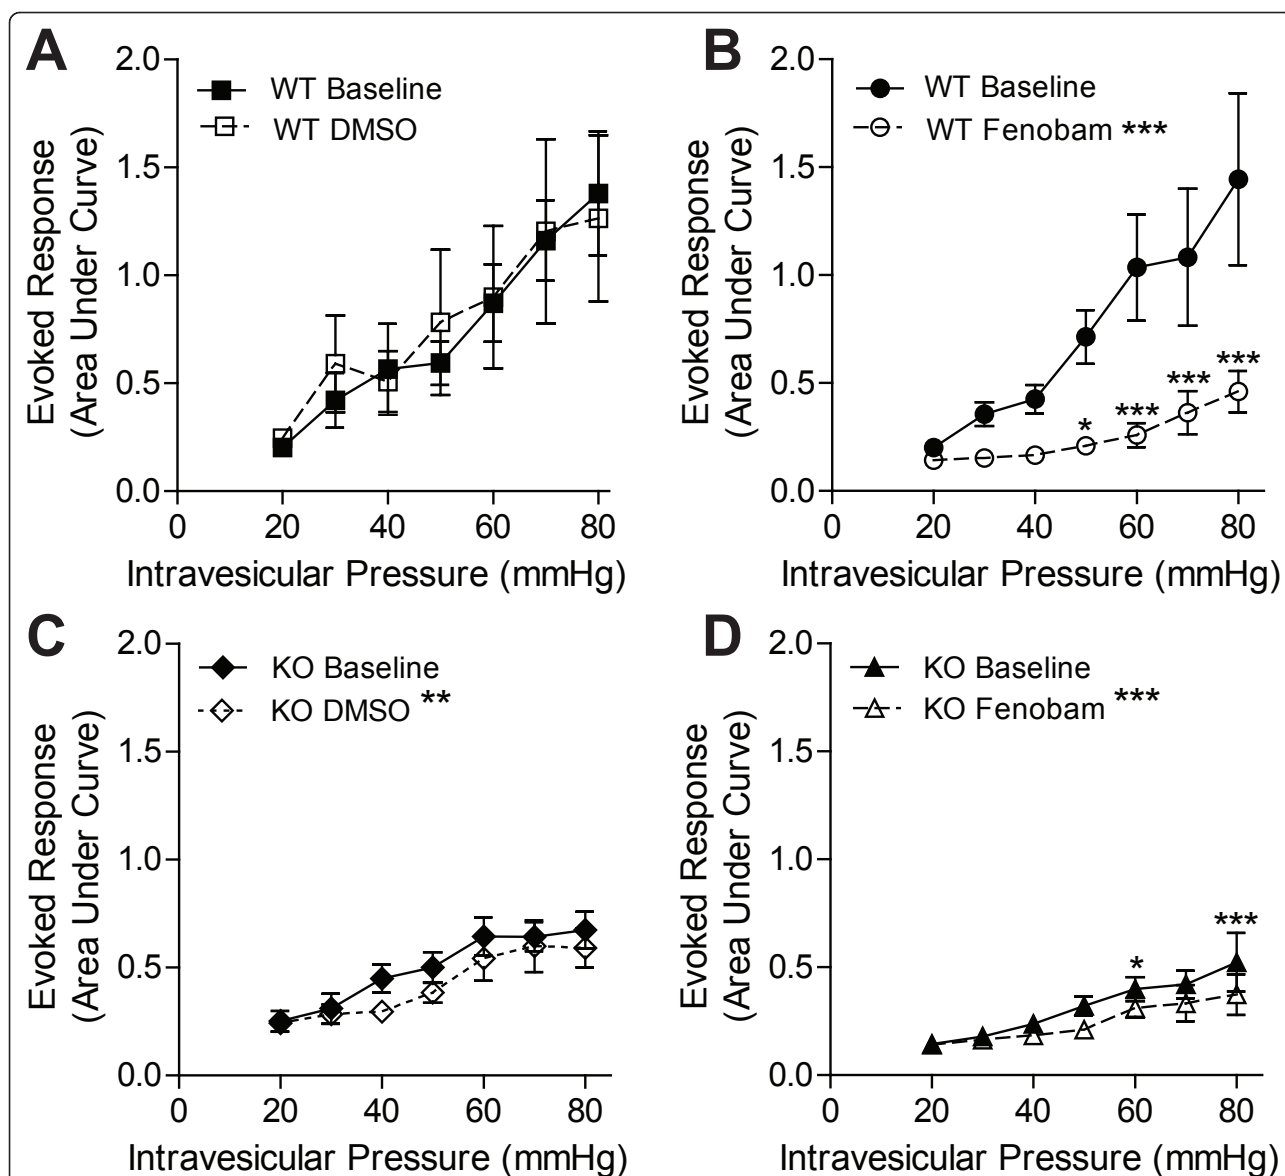 A
2.0
1.5
1.0
0.5
0.0
Evoked Response
(Area Under Curve)
WT Baseline
WT DMSO
0 20 40 60 80
Intravesicular Pressure (mmHg)
B
2.0
1.5
1.0
0.5
0.0
Evoked Response
(Area Under Curve)
WT Baseline
WT Fenobam ***
* *** *** ***
0 20 40 60 80
Intravesicular Pressure (mmHg)
C
2.0
1.5
1.0
0.5
0.0
Evoked Response
(Area Under Curve)
KO Baseline
KO DMSO **
0 20 40 60 80
Intravesicular Pressure (mmHg)
D
2.0
1.5
1.0
0.5
0.0
Evoked Response
(Area Under Curve)
KO Baseline
KO Fenobam ***
* ***
0 20 40 60 80
Intravesicular Pressure (mmHg)